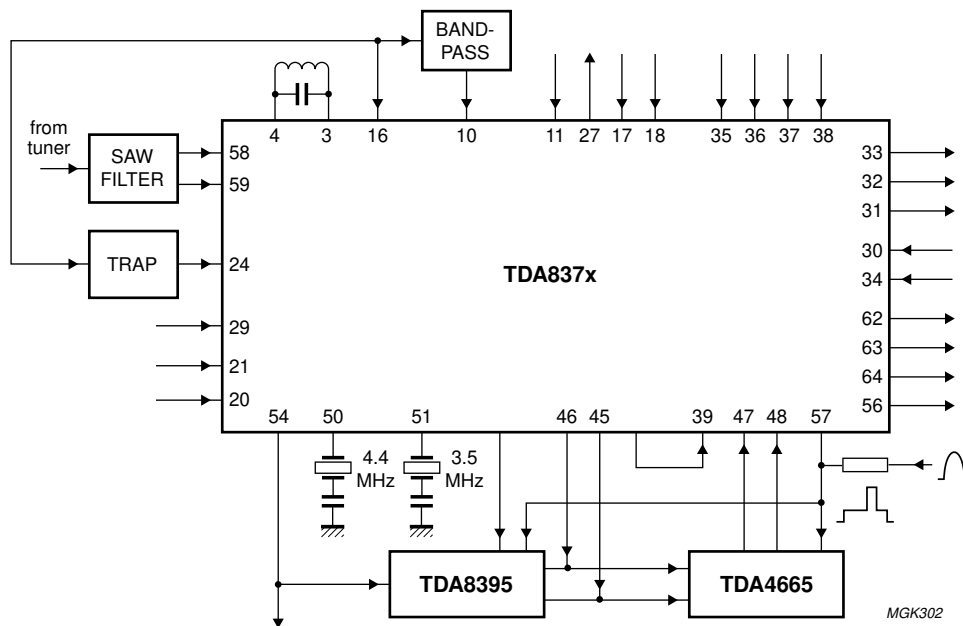 BAND-
PASS
4
3
16
10
11
27
17
18
35
36
37
38
from
tuner
SAW
FILTER
58
59
33
32
31
TRAP
24
TDA837x
30
34
29
21
20
62
63
64
56
54
50
51
46
45
39
47
48
57
4.4
MHz
3.5
MHz
TDA8395
TDA4665
MGK302